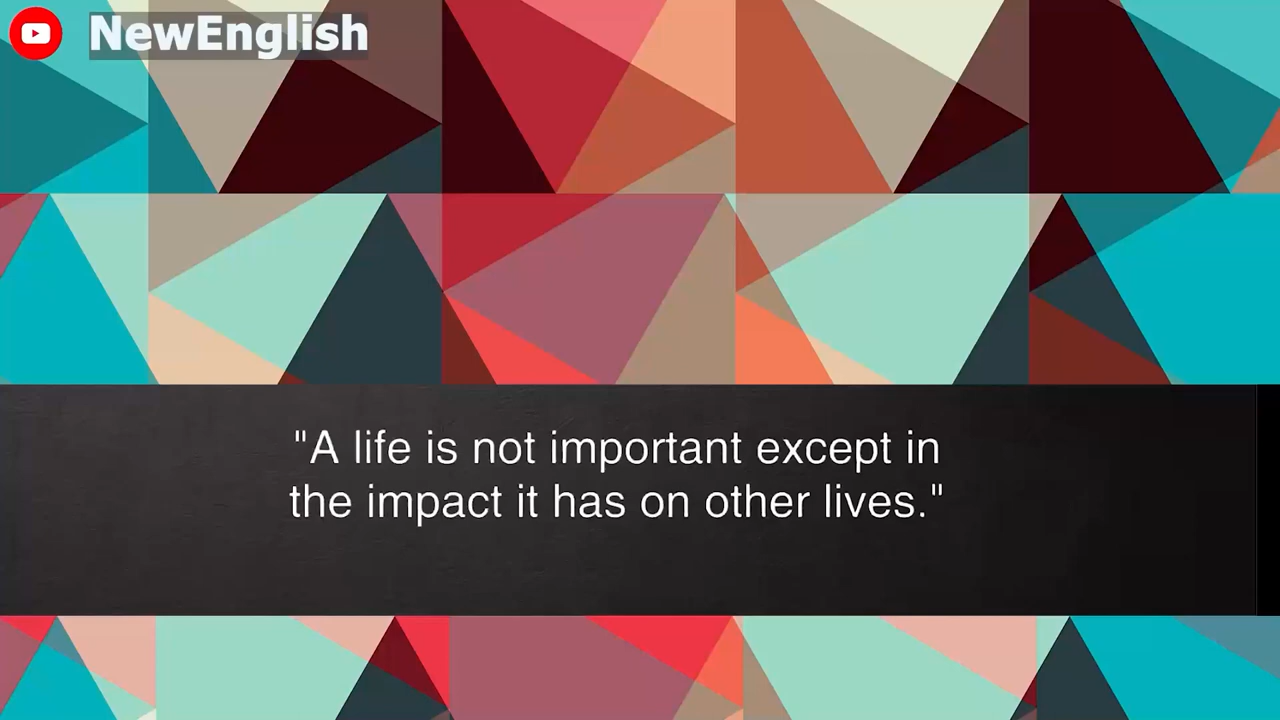 NewEnglish
"A life is not important except in
the impact it has on other lives."